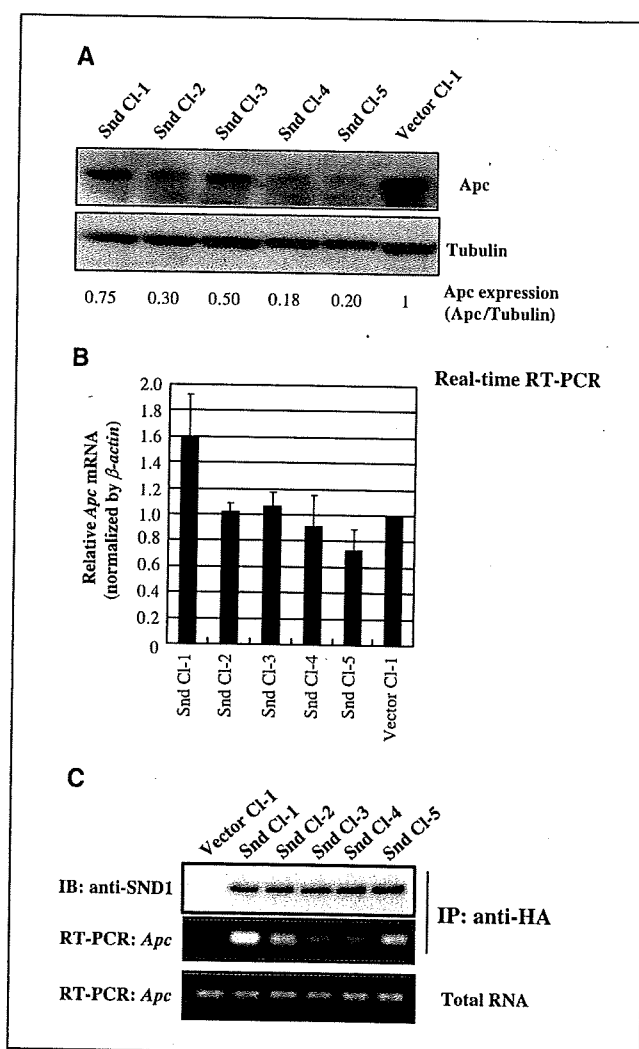 A
Snd Cl-1 Snd Cl-2 Snd Cl-3 Snd Cl-4 Snd Cl-5 Vector Cl-1
Apc
Tubulin
0.75 0.30 0.50 0.18 0.20 1 Apc expression
(Apc/Tubulin)
B
Real-time RT-PCR
Relative Apc mRNA
(normalized by β-actin)
2.0
1.8
1.6
1.4
1.2
1.0
0.8
0.6
0.4
0.2
0
Snd Cl-1 Snd Cl-2 Snd Cl-3 Snd Cl-4 Snd Cl-5 Vector Cl-1
C
Vector Cl-1 Snd Cl-1 Snd Cl-2 Snd Cl-3 Snd Cl-4 Snd Cl-5
IB: anti-SND1
RT-PCR: Apc
IP: anti-HA
RT-PCR: Apc Total RNA